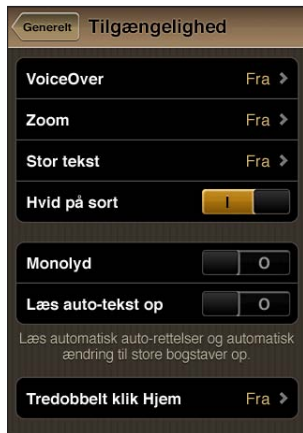 Generelt Tilgængelighed
VoiceOver Fra
Zoom Fra
Stor tekst Fra
Hvid på sort I
Monolyd O
Læs auto-tekst op O
Læs automatisk auto-rettelser og automatisk
ændring til store bogstaver op.
Tredobbelt klik Hjem Fra